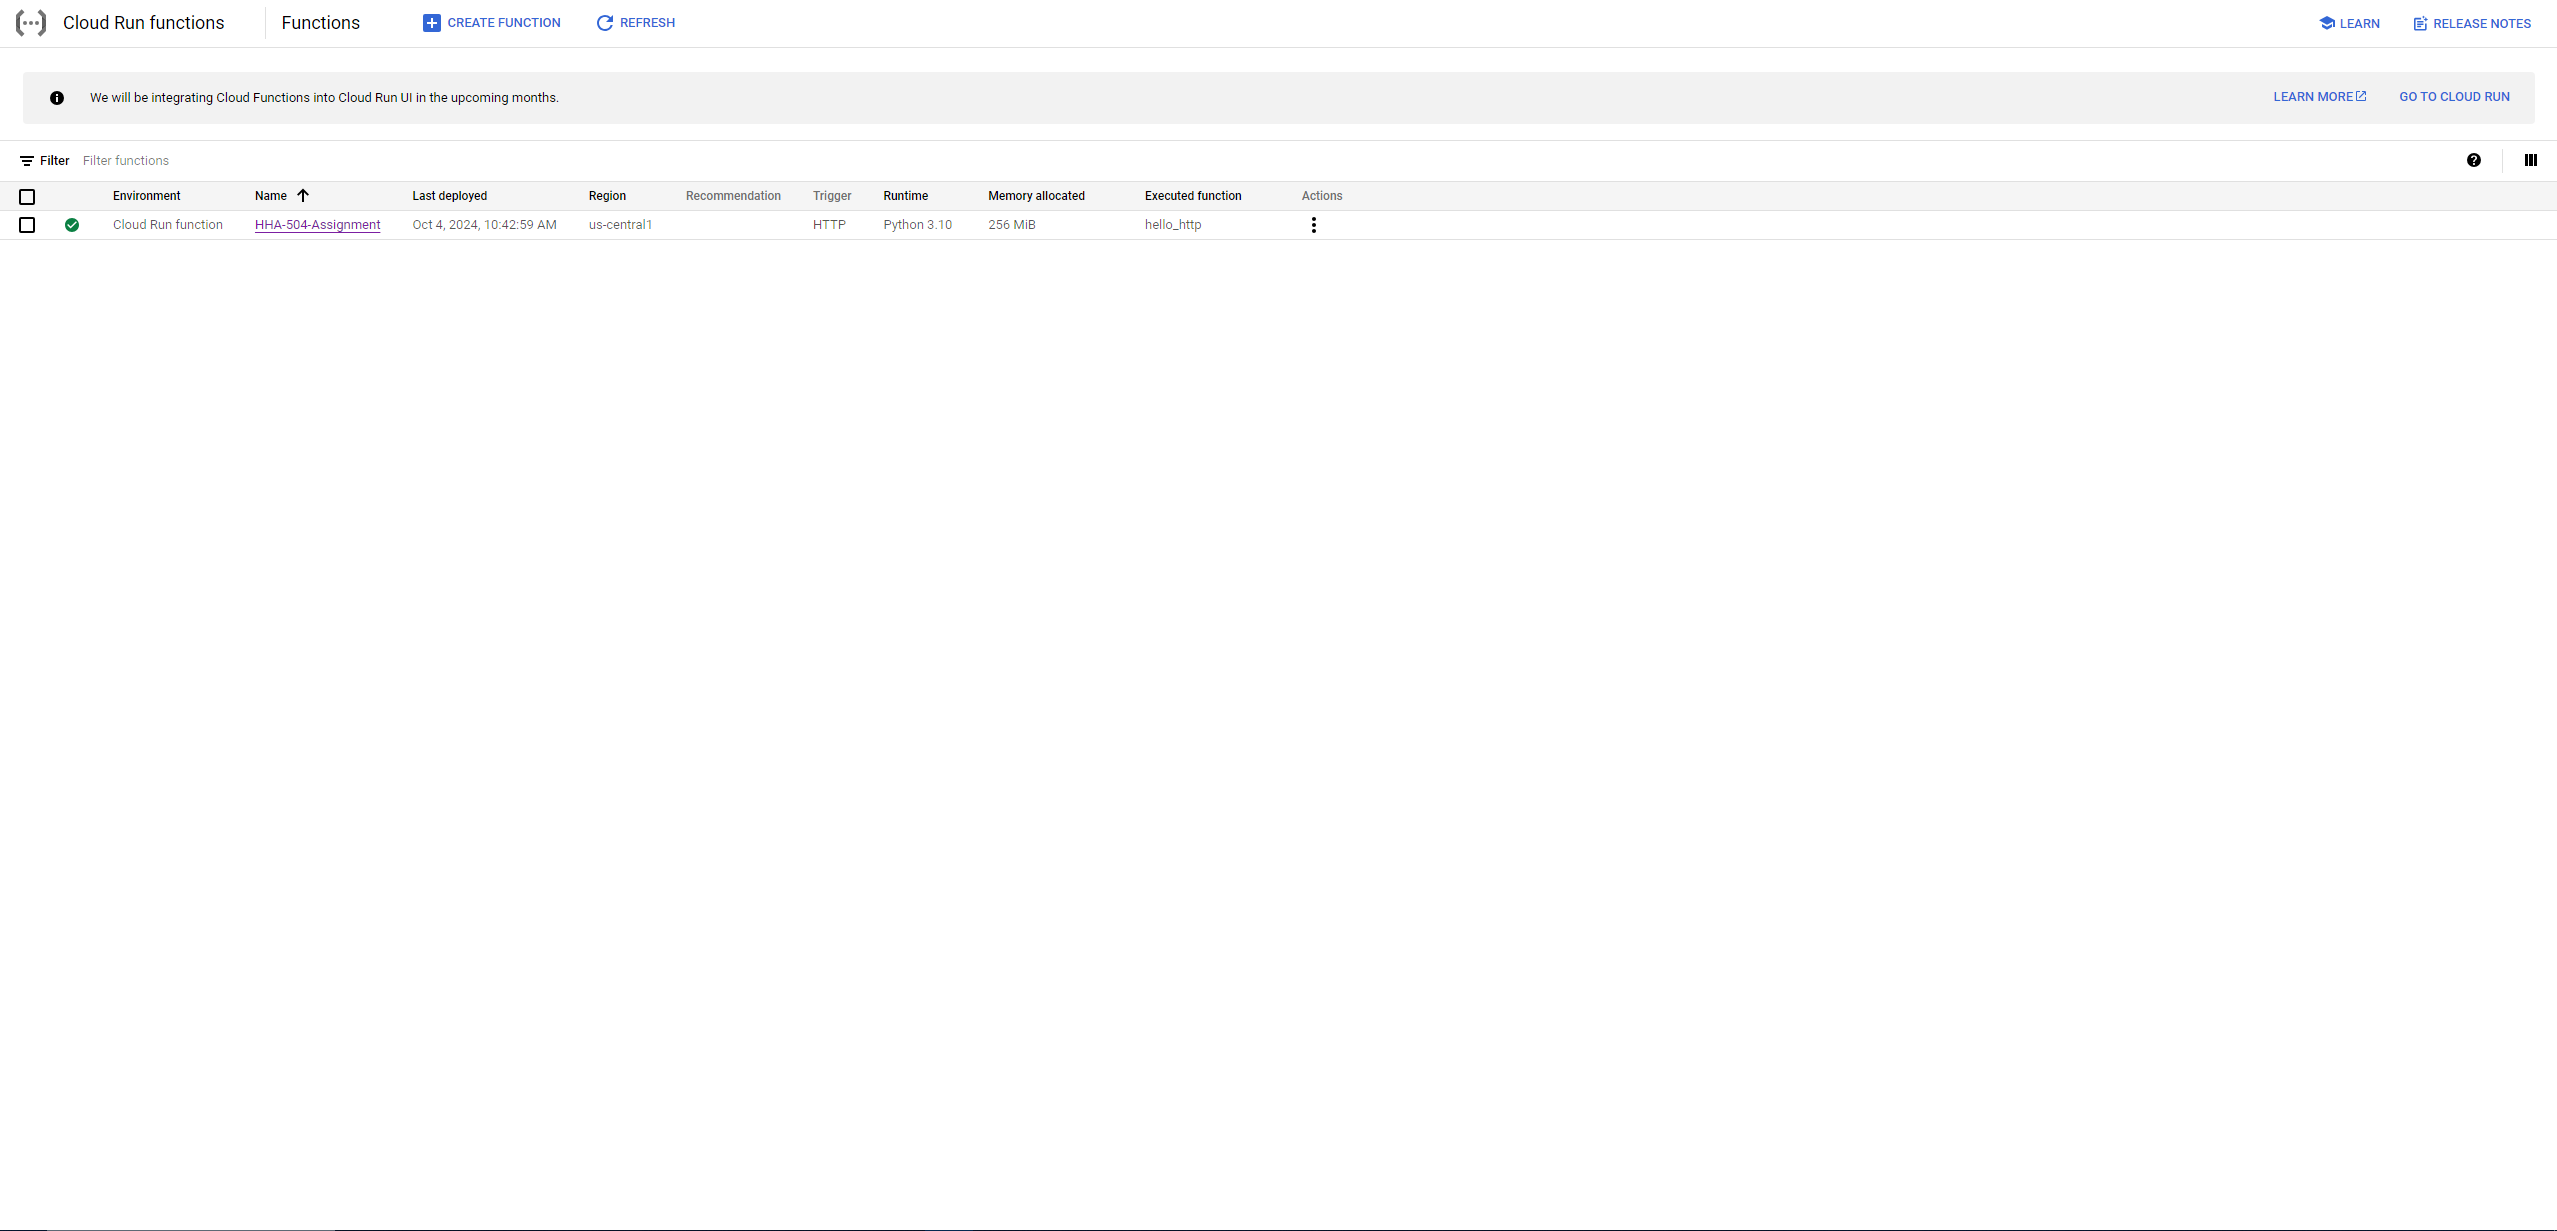 Cloud Run functions Functions CREATE FUNCTION REFRESH LEARN RELEASE NOTES
We will be integrating Cloud Functions into Cloud Run UI in the upcoming months. LEARN MORE GO TO CLOUD RUN
Filter Filter functions
Environment Name Last deployed Region Recommendation Trigger Runtime Memory allocated Executed function Actions
Cloud Run function HHA-504-Assignment Oct 4, 2024, 10:42:59 AM us-central1 HTTP Python 3.10 256 MiB hello_http